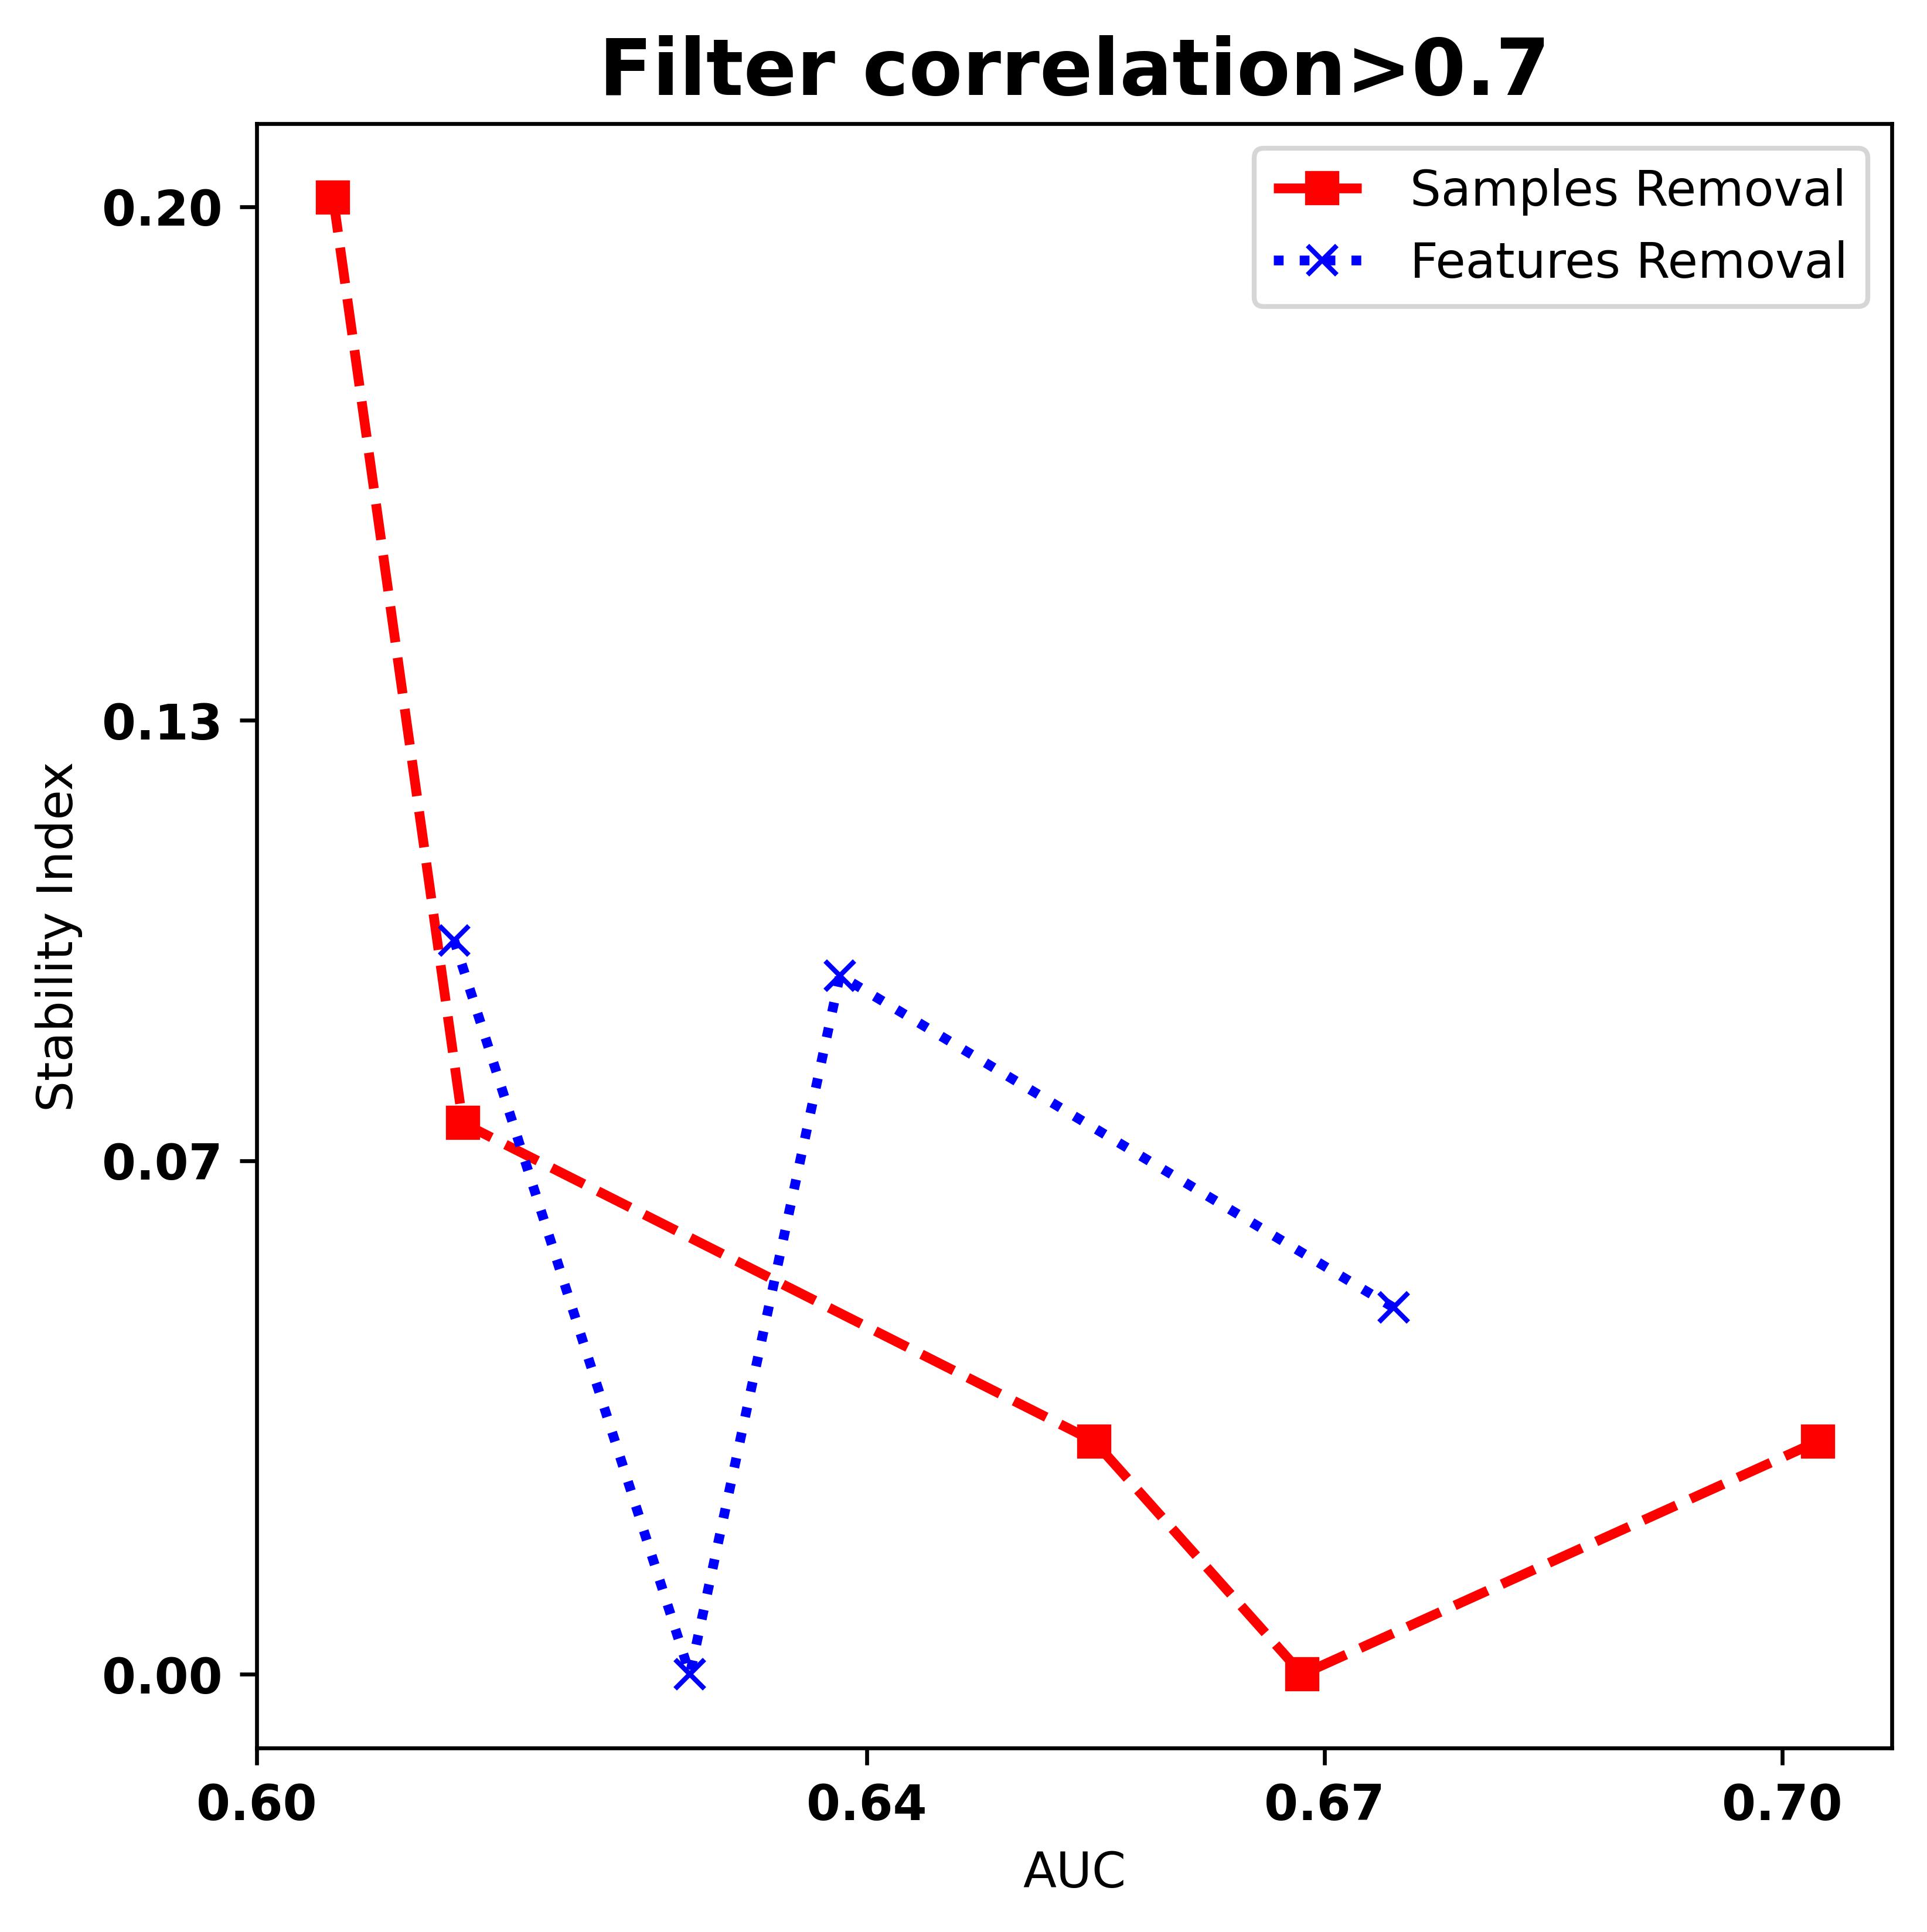 Filter correlation>0.7
Samples Removal
Features Removal
0.20
0.13
0.07
0.00
Stability Index
0.60
0.64
0.67
0.70
AUC